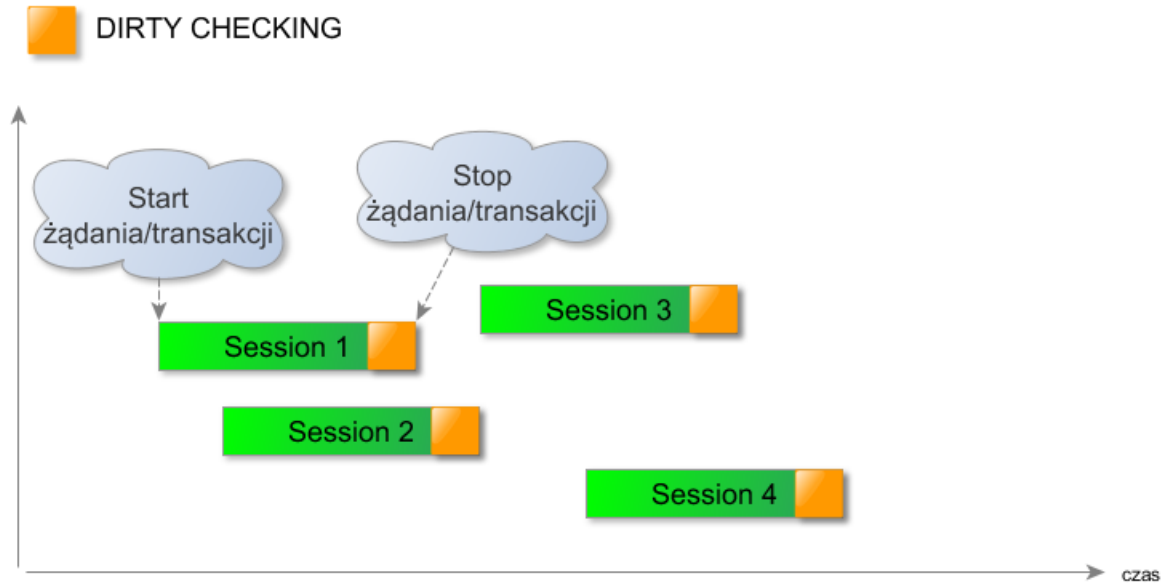 DIRTY CHECKING
Start
żądania/transakcji
Stop
żądania/transakcji
Session 3
Session 1
Session 2
Session 4
czas